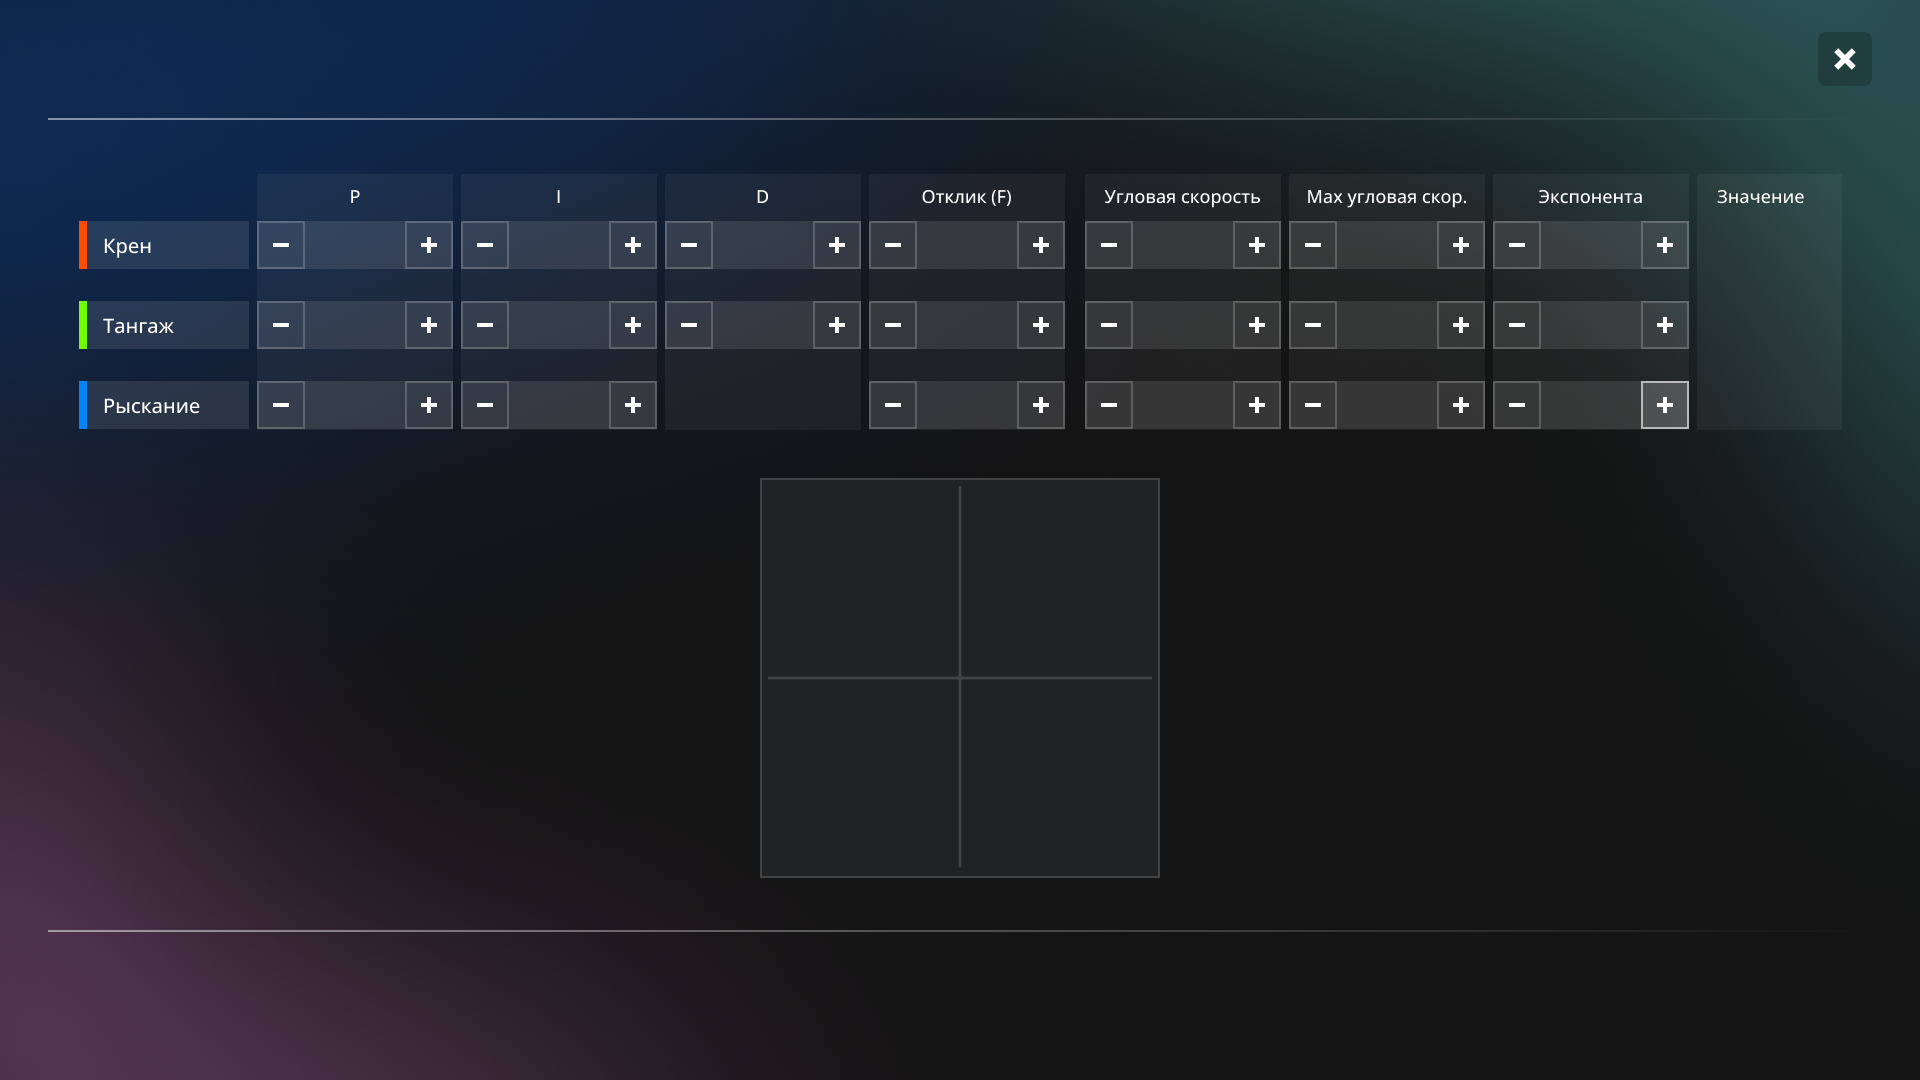 P I D Отклик (F) Угловая скорость Max угловая скор. Экспонента Значение
Крен
Тангаж
Рыскание